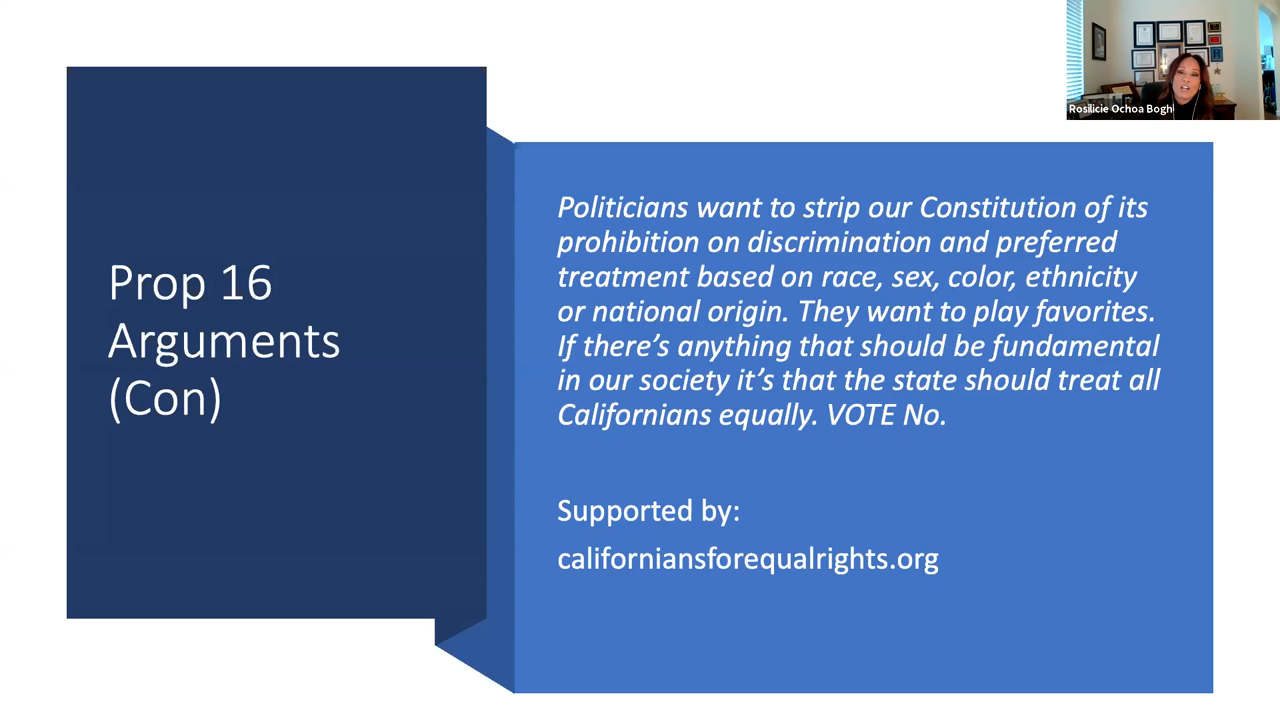 Rosilicie Ochoa Bogh
Prop 16
Arguments
(Con)
Politicians want to strip our Constitution of its
prohibition on discrimination and preferred
treatment based on race, sex, color, ethnicity
or national origin. They want to play favorites.
If there's anything that should be fundamental
in our society it's that the state should treat all
Californians equally. VOTE No.
Supported by:
californiansforequalrights.org